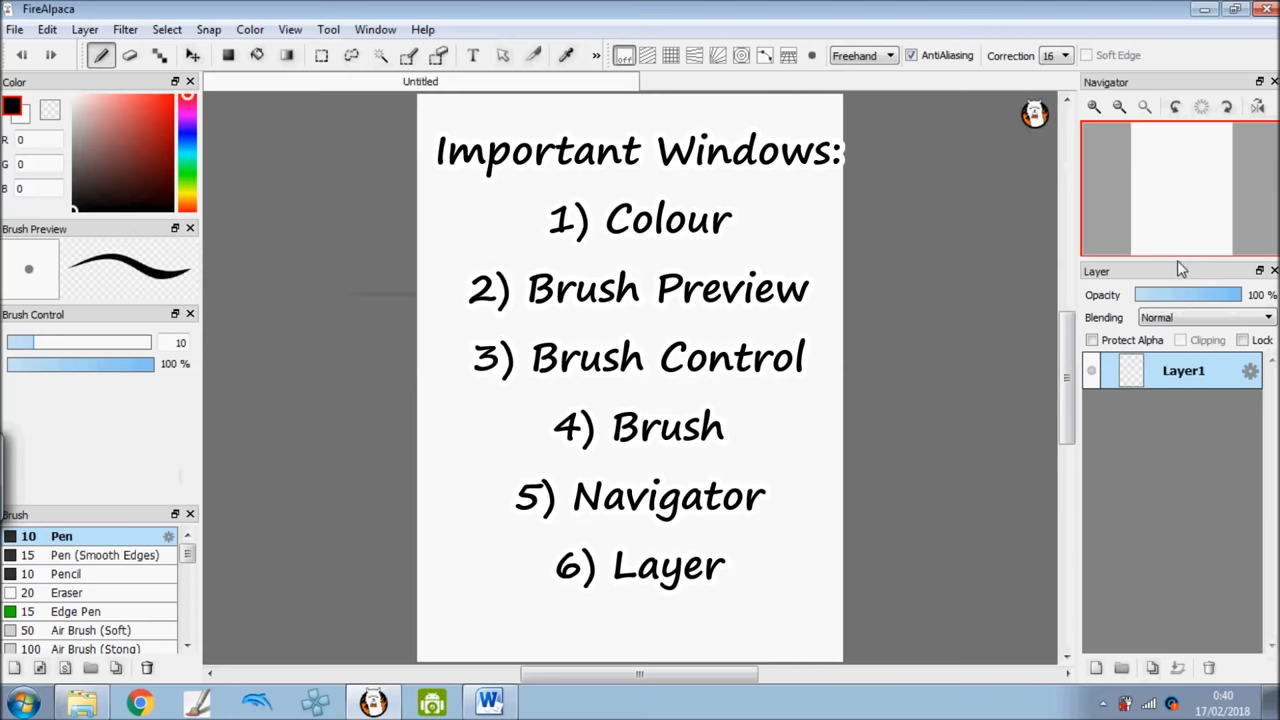 FireAlpaca
File Edit Layer Filter Select Snap Color View Tool Window Help
T » off Freehand AntiAliasing Correction 16 Soft Edge
Color
Untitled
Navigator
R 0
G 0
B 0
Brush Preview
Brush Control
10
100 %
Brush
10 Pen
15 Pen (Smooth Edges)
10 Pencil
20 Eraser
15 Edge Pen
50 Air Brush (Soft)
100 Air Brush (Stong)
Important Windows:
1) Colour
2) Brush Preview
3) Brush Control
4) Brush
5) Navigator
6) Layer
Layer
Opacity 100 %
Blending Normal
Protect Alpha Clipping Lock
Layer1
0:40
17/02/2018